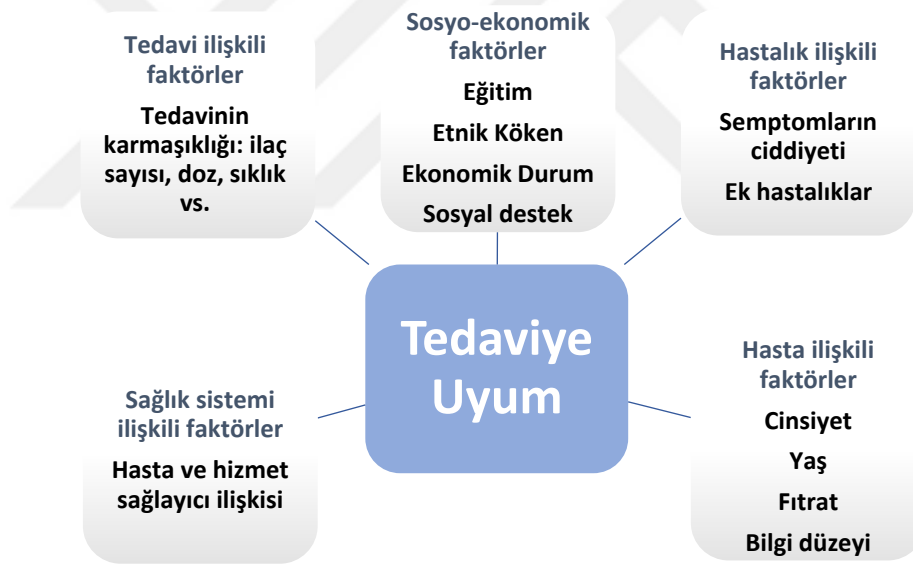 Tedavi ilişkili
faktörler
Tedavinin
karmaşıklığı: ilaç
sayısı, doz, sıklık
vs.
Sosyo-ekonomik
faktörler
Eğitim
Etnik Köken
Ekonomik Durum
Sosyal destek
Hastalık ilişkili
faktörler
Semptomların
ciddiyeti
Ek hastalıklar
Tedaviye
Uyum
Sağlık sistemi
ilişkili faktörler
Hasta ve hizmet
sağlayıcı ilişkisi
Hasta ilişkili
faktörler
Cinsiyet
Yaş
Fıtrat
Bilgi düzeyi